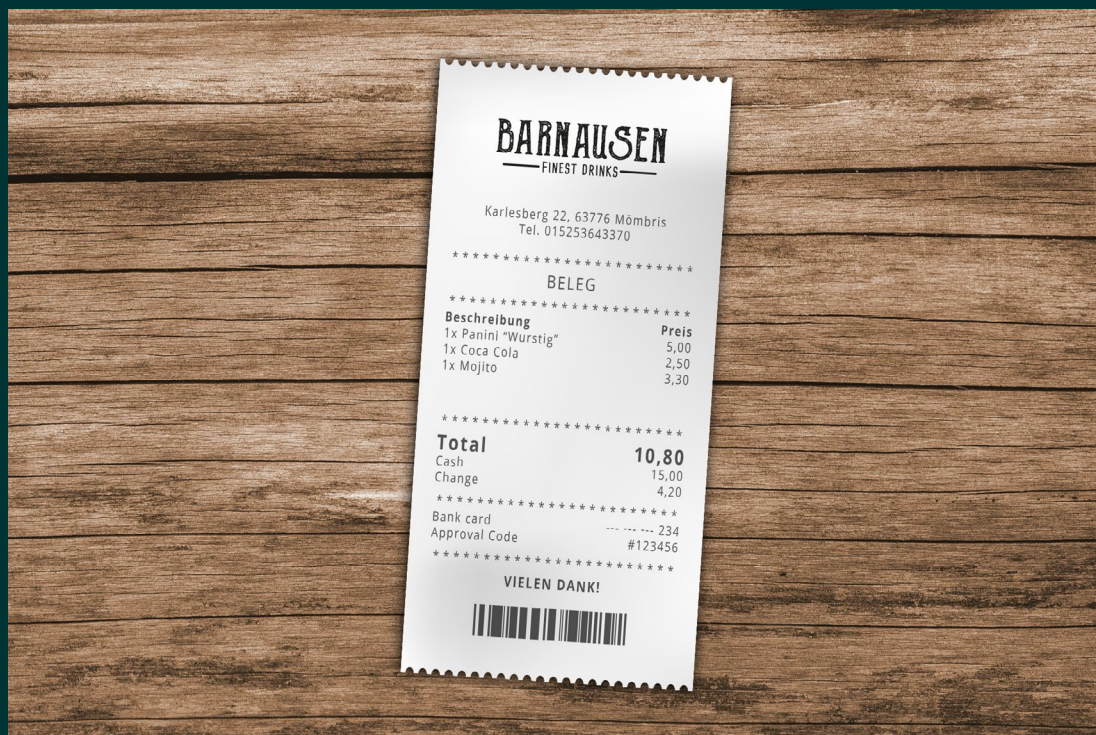 BARNAUSEN
FINEST DRINKS
Karlesberg 22, 63776 Mömbris
Tel. 015253643370
* * * * * * * * * * * * * * * * * * * * * * * *
BELEG
* * * * * * * * * * * * * * * * * * * * * * * *
Beschreibung Preis
1x Panini “Wurstig” 5,00
1x Coca Cola 2,50
1x Mojito 3,30
* * * * * * * * * * * * * * * * * * * * * * * *
Total 10,80
Cash 15,00
Change 4,20
* * * * * * * * * * * * * * * * * * * * * * * *
Bank card --- --- --- 234
Approval Code #123456
* * * * * * * * * * * * * * * * * * * * * * * *
VIELEN DANK!